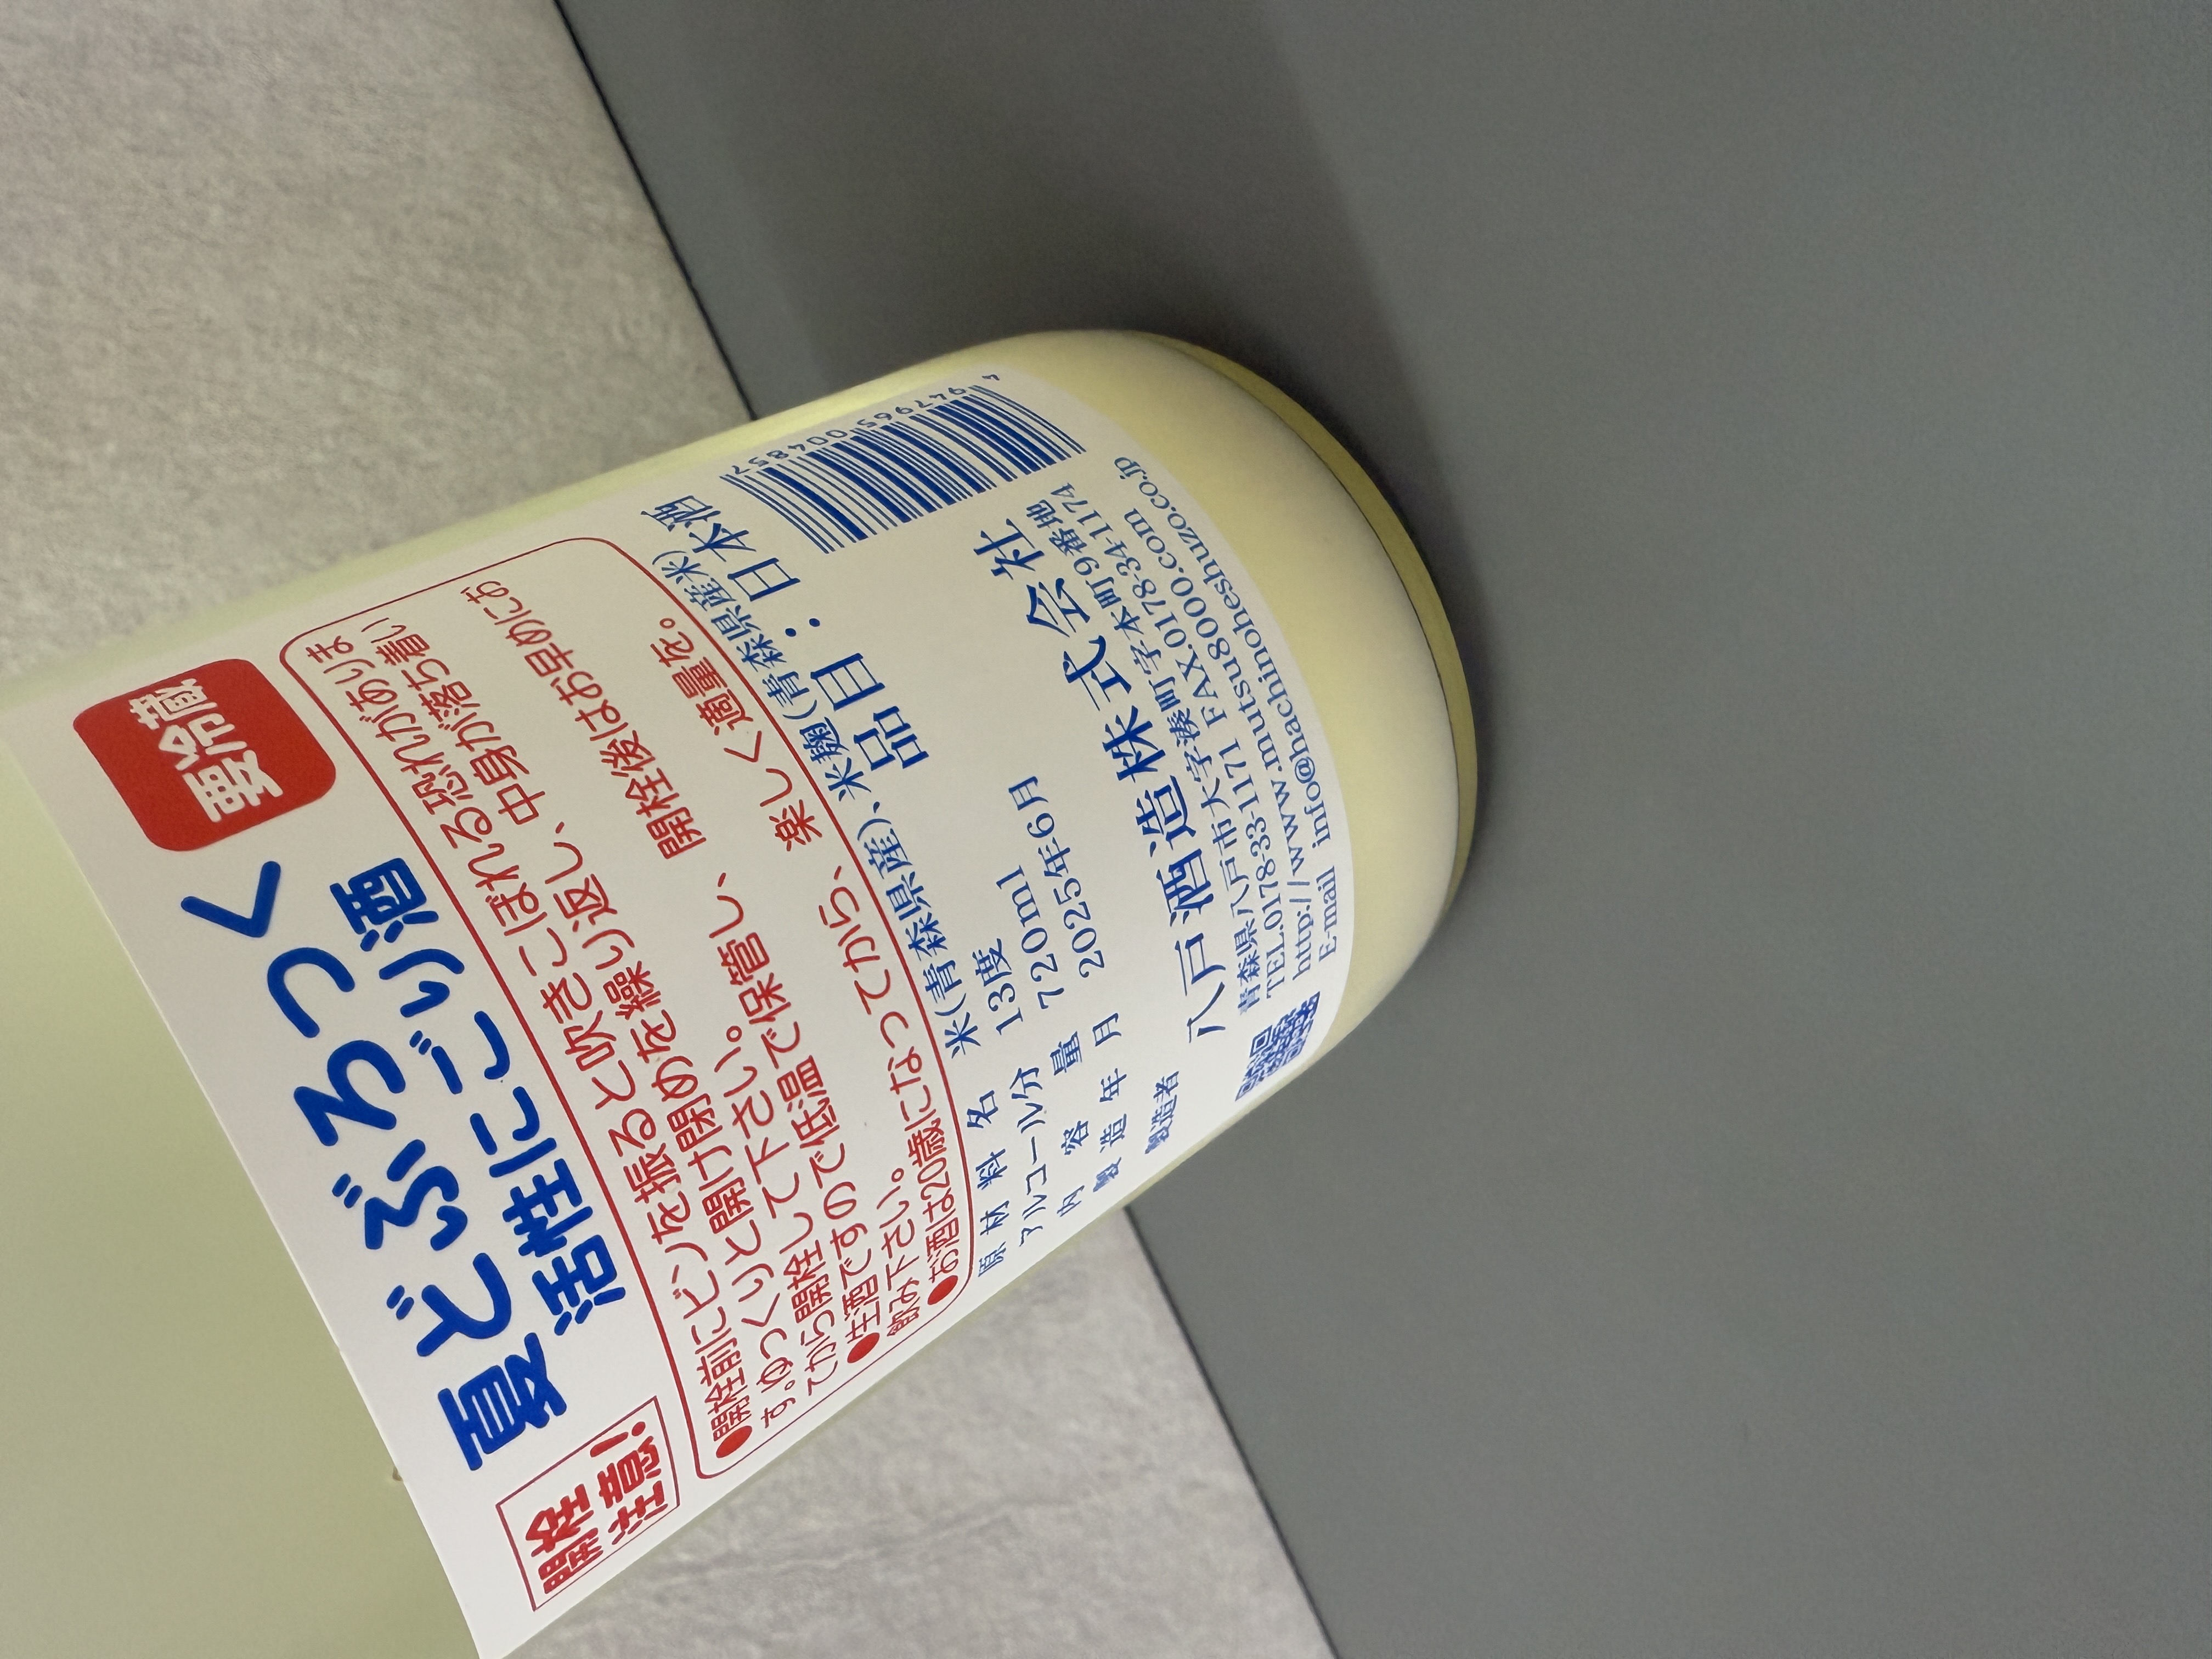 開栓
注意!
夏どぶろっく
活性にごり酒
要冷蔵
●開栓前にビンを振ると吹きこぼれる恐れがありま
す。ゆっくりと開け閉めを繰り返し、中身が落ち着い
てから開栓して下さい。
●生酒ですので低温で保管し、開栓後はお早めにお
飲み下さい。
●お酒は20歳になってから、楽しく適量を。
原材料名 米(青森県産)、米麹(青森県産米)
アルコール分 13度
品目：日本酒
内容量 720ml
製造年月 2025年6月
製造者
八戸酒造株式会社
青森県八戸市大字湊町字本町9番地
TEL.0178-33-1171 FAX.0178-34-1174
http://www.mutsu8000.com
E-mail info@hachinoheshuzo.co.jp
4 947965 004857